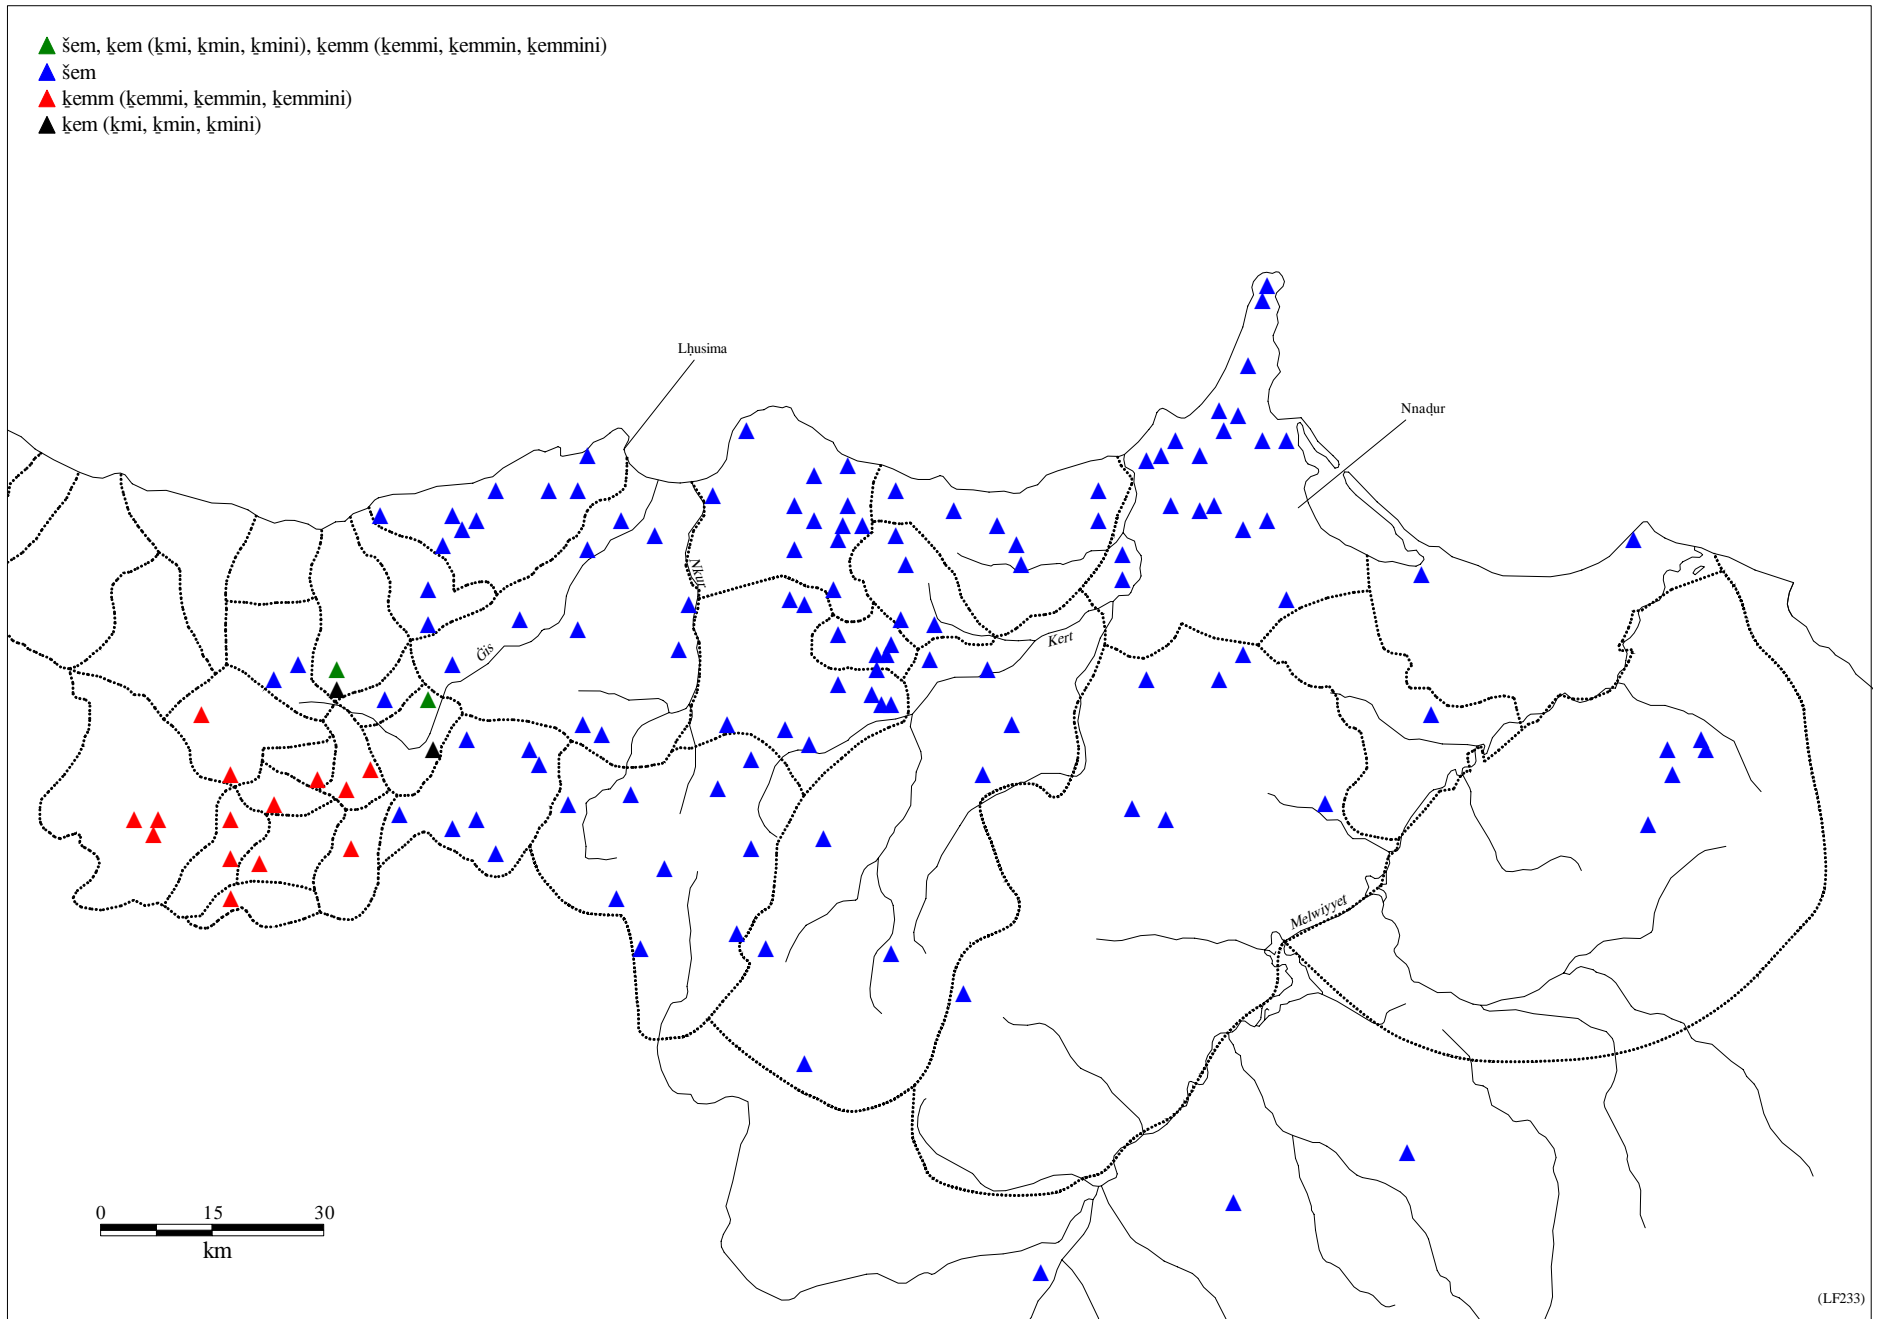 šem, ḵem (ḵmi, ḵmin, ḵmini), ḵemm (ḵemmi, ḵemmin, ḵemmini)
šem
ḵemm (ḵemmi, ḵemmin, ḵemmini)
ḵem (ḵmi, ḵmin, ḵmini)
Lḥusima
Nnaḍur
Nkur
Ġis
Kert
Melwiyyet
0 15 30
km
(LF233)